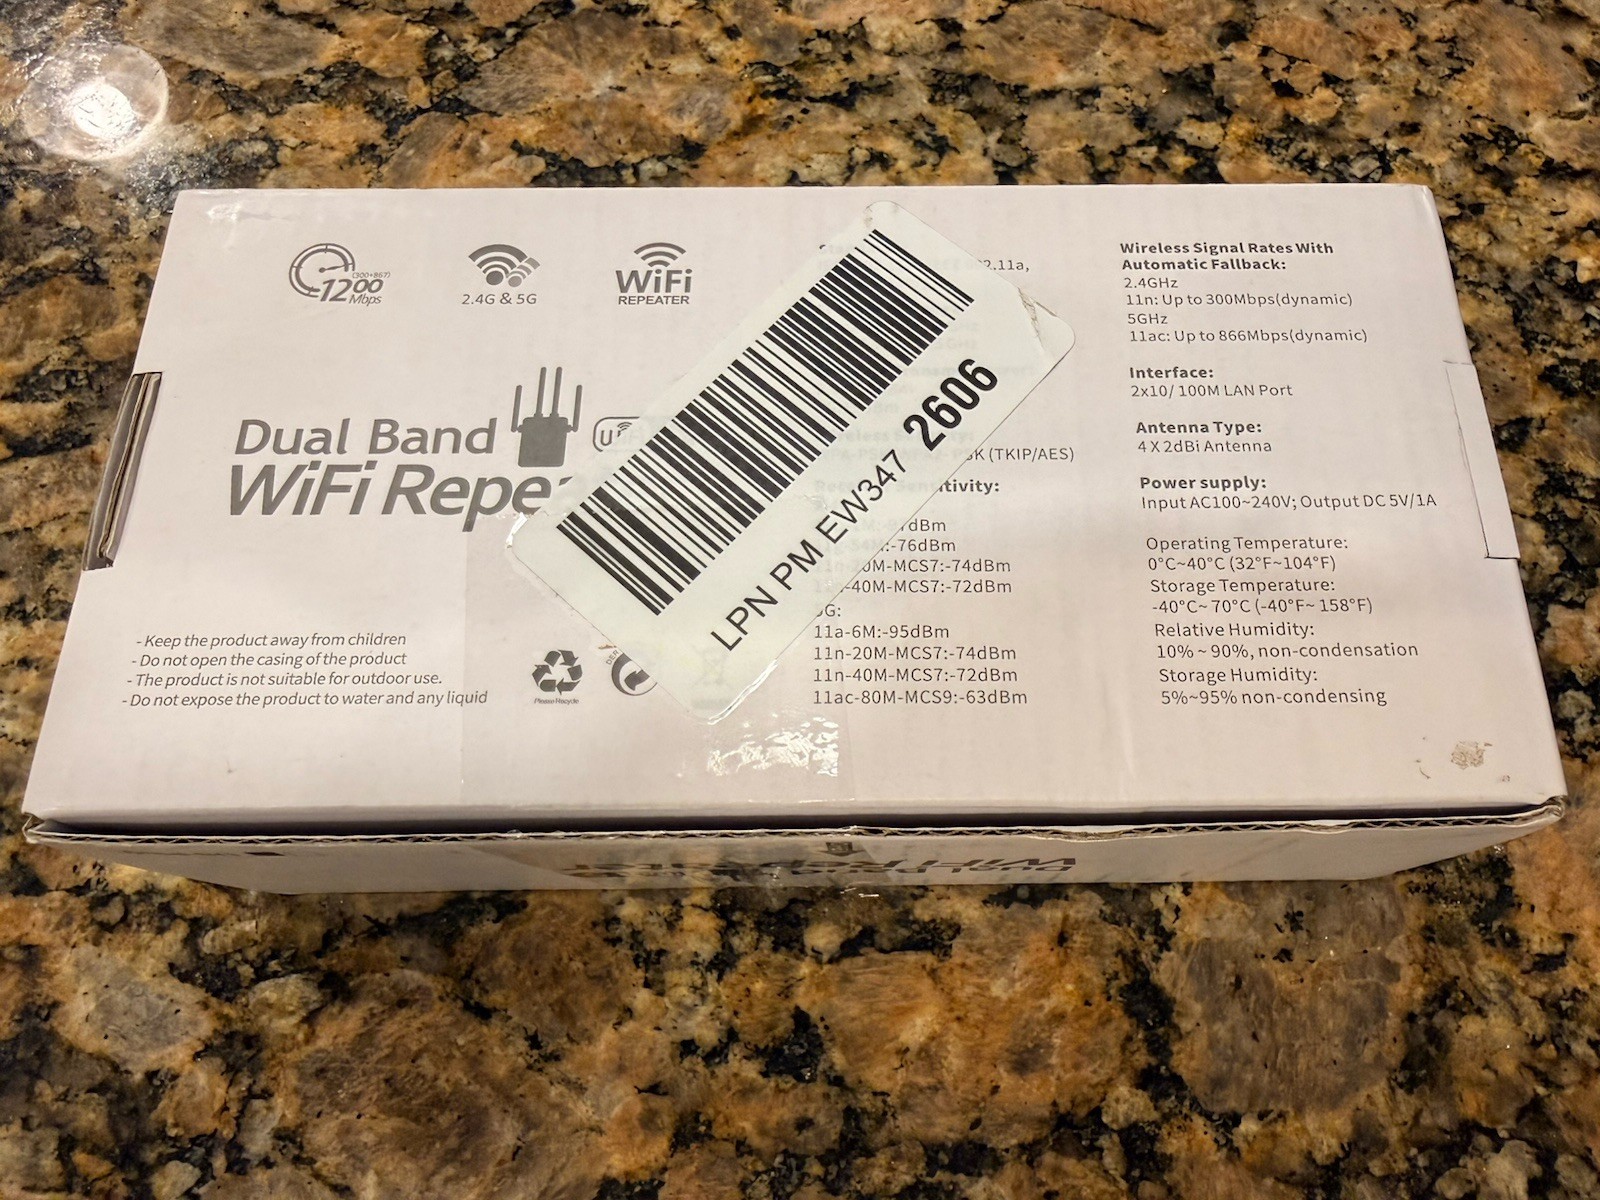 (300+867)
1200
Mbps
2.4G & 5G
WiFi
REPEATER
Dual Band
WiFi
- Keep the product away from children
- Do not open the casing of the product
- The product is not suitable for outdoor use.
- Do not expose the product to water and any liquid
Please Recycle
LPN PM EW347 2606
(TKIP/AES)
-76dBm
-40M-MCS7:-72dBm
11a-6M:-95dBm
11n-20M-MCS7:-74dBm
11n-40M-MCS7:-72dBm
11ac-80M-MCS9:-63dBm
Wireless Signal Rates With
Automatic Fallback:
2.4GHz
11n: Up to 300Mbps(dynamic)
5GHz
11ac: Up to 866Mbps(dynamic)
Interface:
2x10/ 100M LAN Port
Antenna Type:
4 X 2dBi Antenna
Power supply:
Input AC100~240V; Output DC 5V/1A
Operating Temperature:
0°C~40°C (32°F~104°F)
Storage Temperature:
-40°C~ 70°C (-40°F~ 158°F)
Relative Humidity:
10% ~ 90%, non-condensation
Storage Humidity:
5%~95% non-condensing
Dual Band
WiFi Repeater